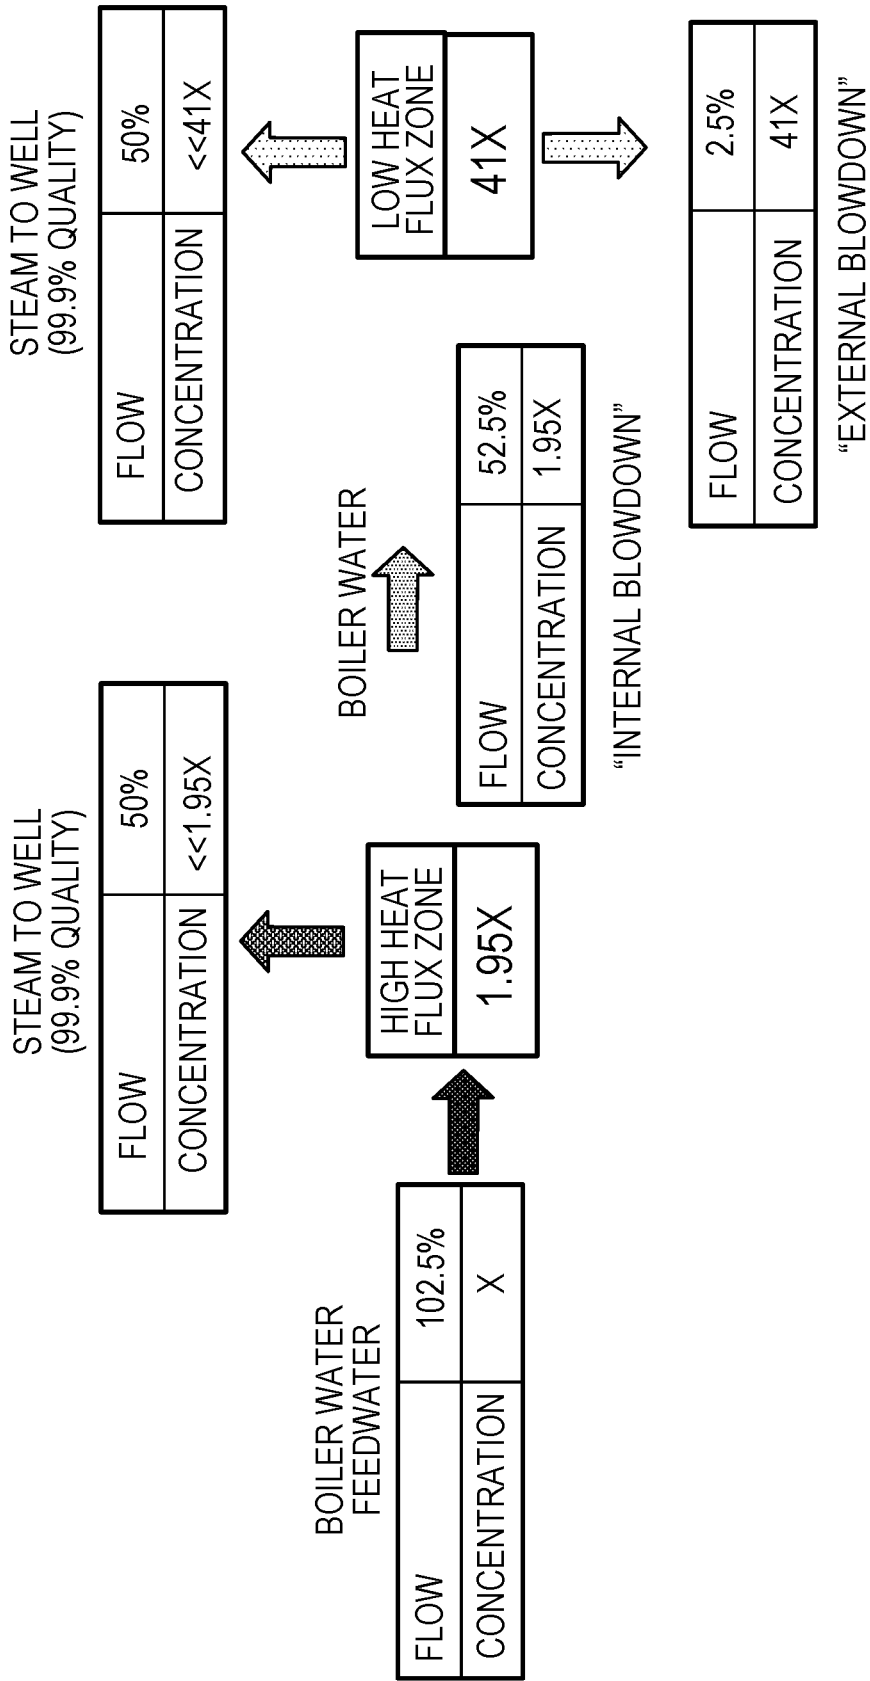 STEAM TO WELL
(99.9% QUALITY)
FLOW 50%
CONCENTRATION <<1.95X
STEAM TO WELL
(99.9% QUALITY)
FLOW 50%
CONCENTRATION <<41X
BOILER WATER
FEEDWATER
FLOW 102.5%
CONCENTRATION X
HIGH HEAT
FLUX ZONE
1.95X
BOILER WATER
FLOW 52.5%
CONCENTRATION 1.95X
“INTERNAL BLOWDOWN”
LOW HEAT
FLUX ZONE
41X
FLOW 2.5%
CONCENTRATION 41X
“EXTERNAL BLOWDOWN”